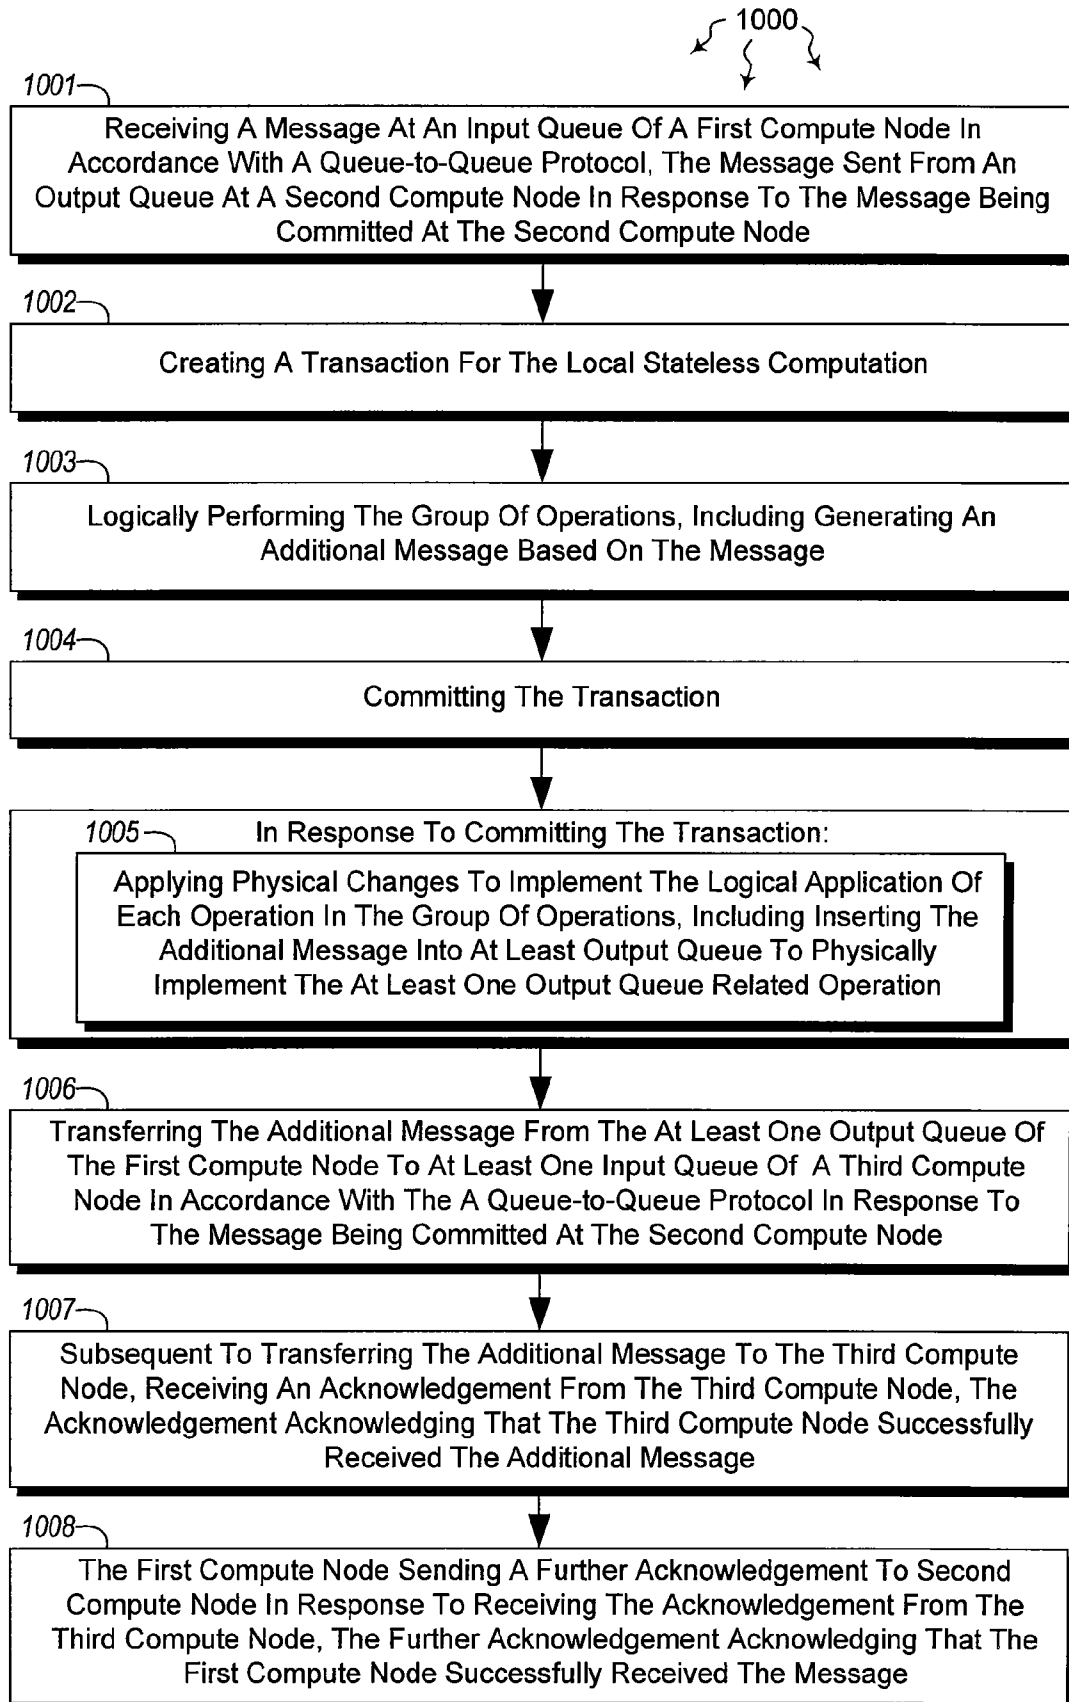 1000
1001
Receiving A Message At An Input Queue Of A First Compute Node In
Accordance With A Queue-to-Queue Protocol, The Message Sent From An
Output Queue At A Second Compute Node In Response To The Message Being
Committed At The Second Compute Node
1002
Creating A Transaction For The Local Stateless Computation
1003
Logically Performing The Group Of Operations, Including Generating An
Additional Message Based On The Message
1004
Committing The Transaction
1005
In Response To Committing The Transaction:
Applying Physical Changes To Implement The Logical Application Of
Each Operation In The Group Of Operations, Including Inserting The
Additional Message Into At Least Output Queue To Physically
Implement The At Least One Output Queue Related Operation
1006
Transferring The Additional Message From The At Least One Output Queue Of
The First Compute Node To At Least One Input Queue Of A Third Compute
Node In Accordance With The A Queue-to-Queue Protocol In Response To
The Message Being Committed At The Second Compute Node
1007
Subsequent To Transferring The Additional Message To The Third Compute
Node, Receiving An Acknowledgement From The Third Compute Node, The
Acknowledgement Acknowledging That The Third Compute Node Successfully
Received The Additional Message
1008
The First Compute Node Sending A Further Acknowledgement To Second
Compute Node In Response To Receiving The Acknowledgement From The
Third Compute Node, The Further Acknowledgement Acknowledging That The
First Compute Node Successfully Received The Message